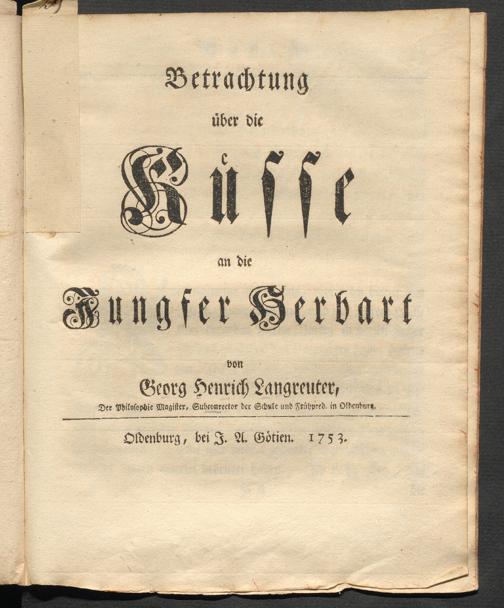 Betrachtung
über die
Küſſe
an die
Jungfer Herbart
von
Georg Henrich Langreuter,
Der Philoſophie Magiſter, Subconrector der Schule und Frühpred. in Oldenburg.
Oldenburg, bei J. A. Götjen. 1753.